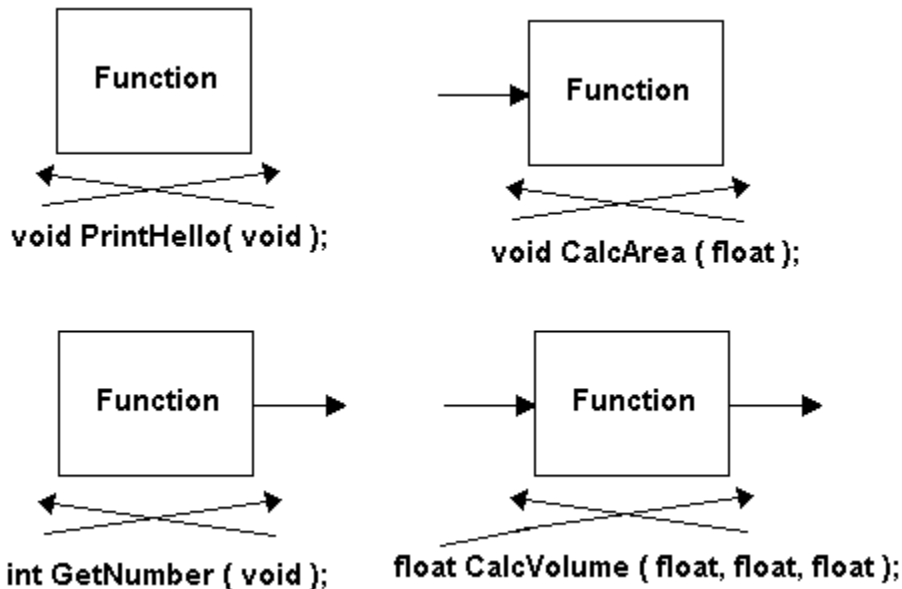 Function
Function
void PrintHello( void );
void CalcArea ( float );
Function
Function
int GetNumber ( void );
float CalcVolume ( float, float, float );